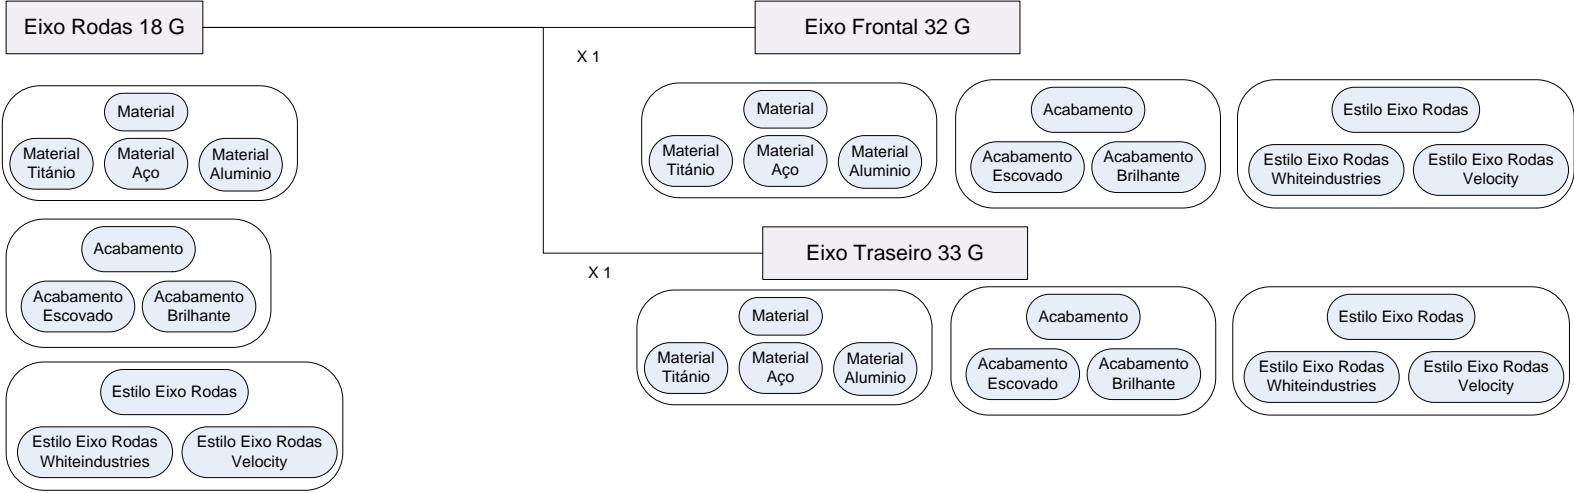 Eixo Rodas 18 G
Eixo Frontal 32 G
X 1
Material
Material
Titánio
Material
Aço
Material
Aluminio
Acabamento
Acabamento
Escovado
Acabamento
Brilhante
Estilo Eixo Rodas
Estilo Eixo Rodas
Whiteindustries
Estilo Eixo Rodas
Velocity
Material
Material
Titánio
Material
Aço
Material
Aluminio
Acabamento
Acabamento
Escovado
Acabamento
Brilhante
Estilo Eixo Rodas
Estilo Eixo Rodas
Whiteindustries
Estilo Eixo Rodas
Velocity
Eixo Traseiro 33 G
X 1
Material
Material
Titánio
Material
Aço
Material
Aluminio
Acabamento
Acabamento
Escovado
Acabamento
Brilhante
Estilo Eixo Rodas
Estilo Eixo Rodas
Whiteindustries
Estilo Eixo Rodas
Velocity